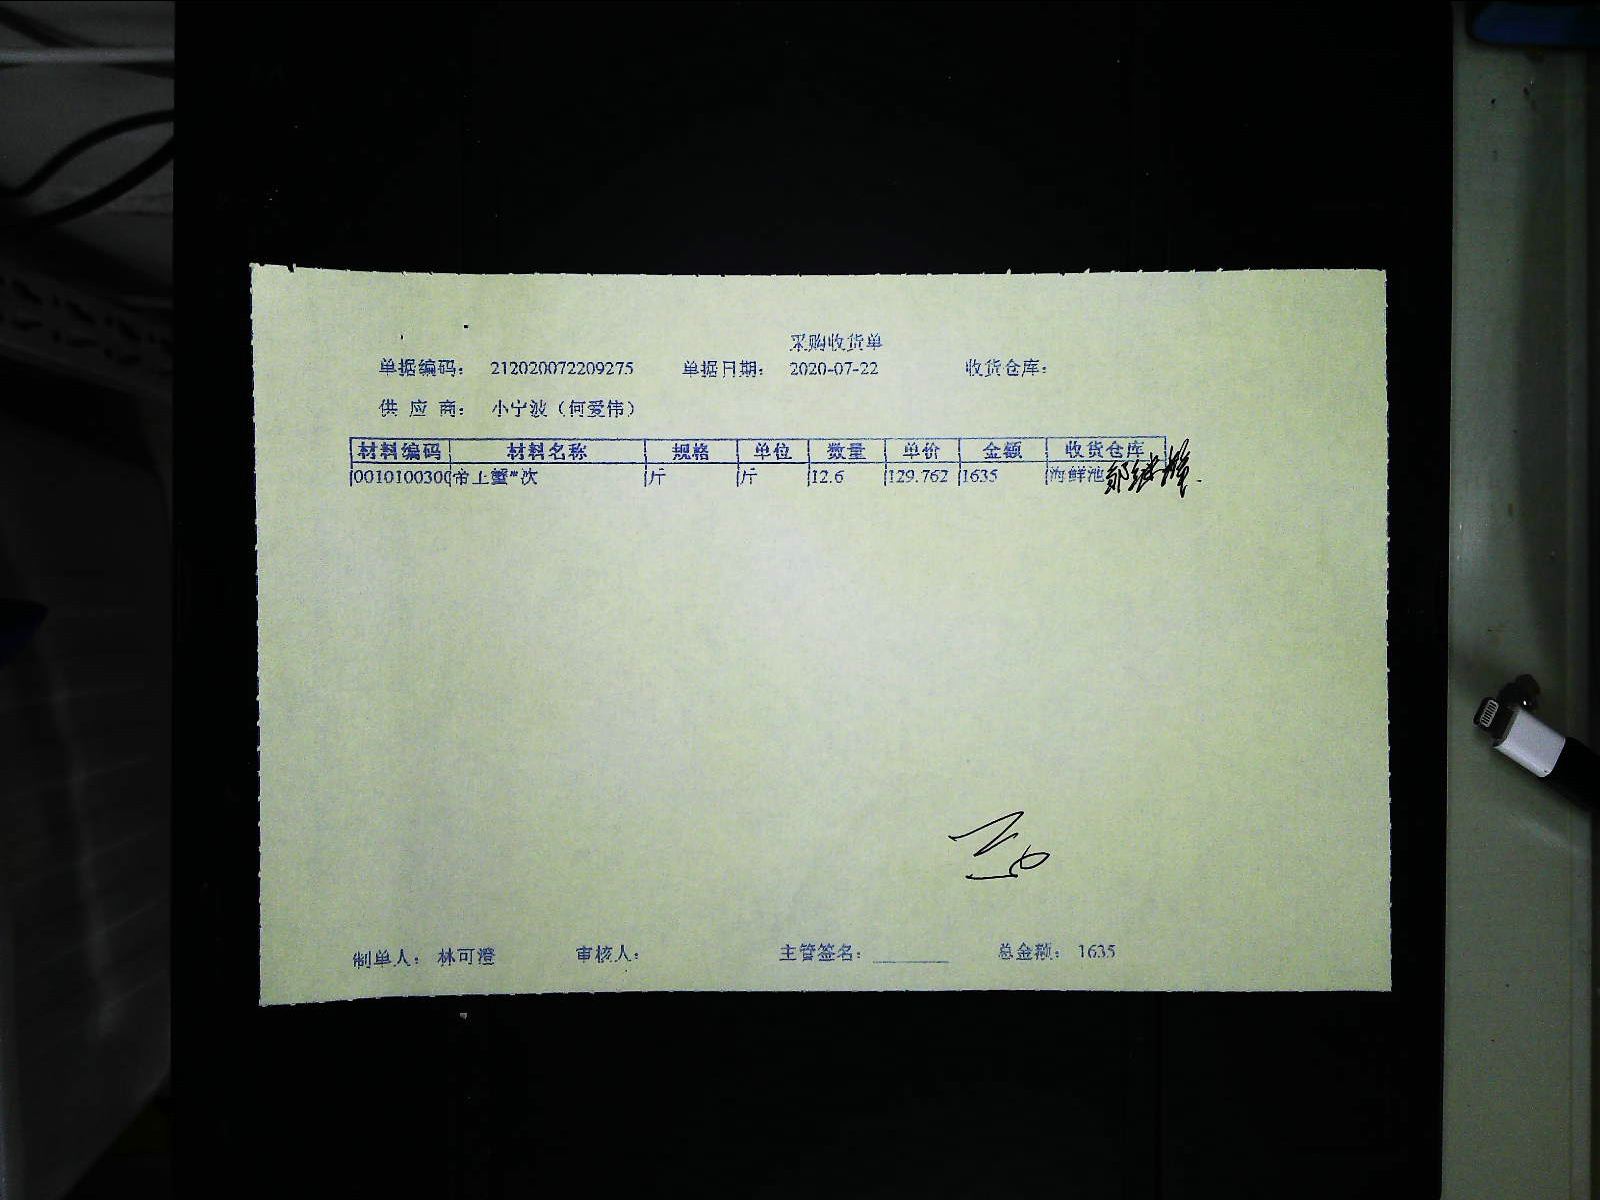 采购收货单
单据编码： 212020072209275 单据日期： 2020-07-22 收货仓库：
供 应 商： 小宁波（何爱伟）
材料编码 材料名称 规格 单位 数量 单价 金额 收货仓库
0010100300 帝王蟹*次 斤 斤 12.6 129.762 1635 海鲜池
制单人： 林可澄 审核人： 主管签名： 总金额： 1635